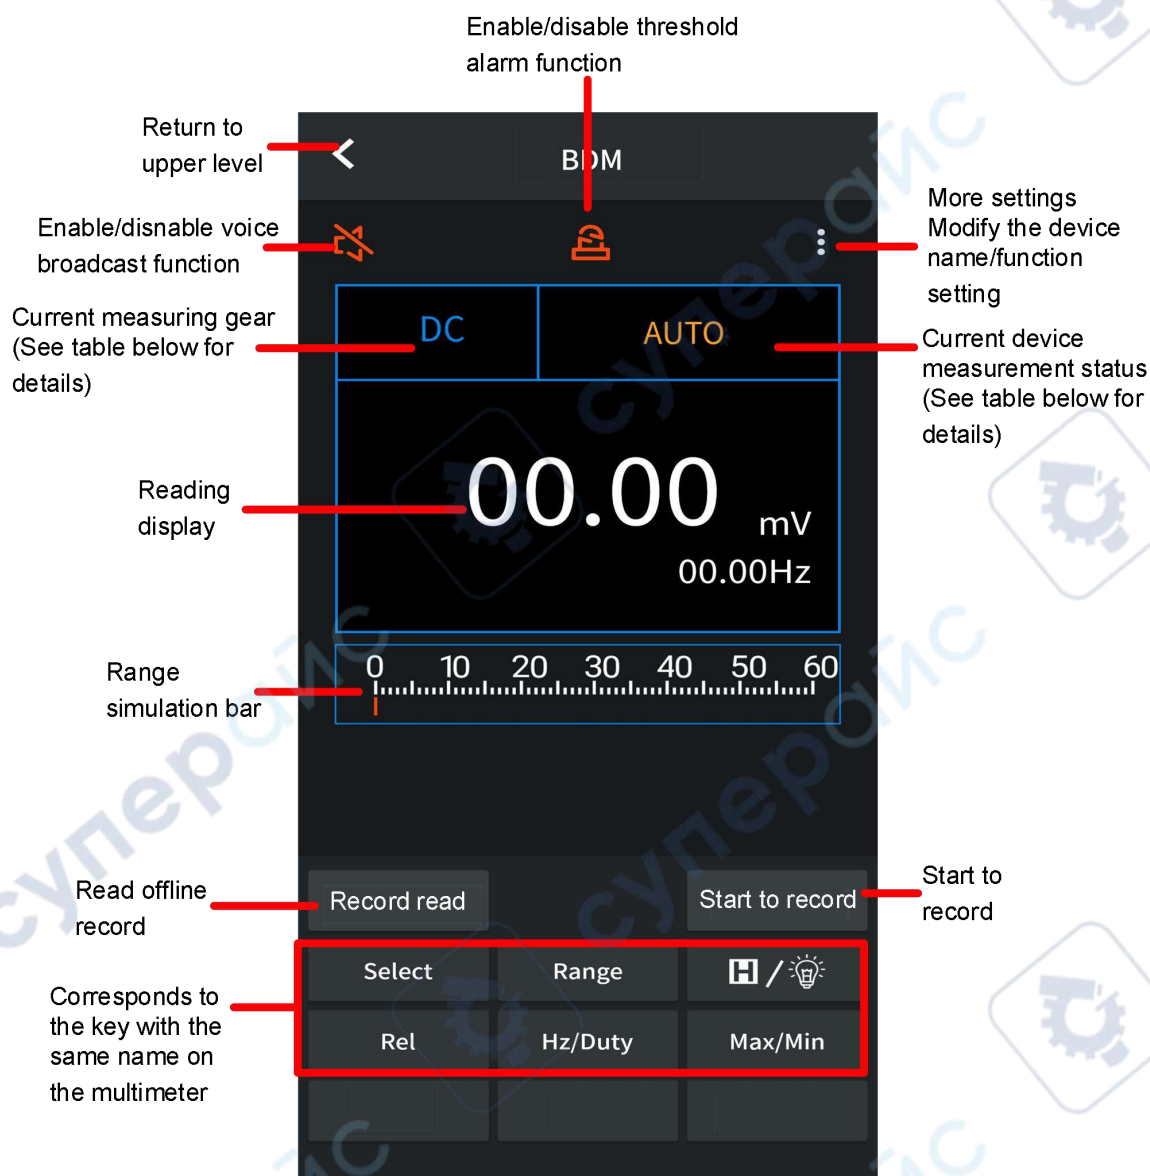 Enable/disable threshold
alarm function
Return to
upper level
BDM
Enable/disnable voice
broadcast function
More settings
Modify the device
name/function
setting
Current measuring gear
(See table below for
details)
DC
AUTO
Current device
measurement status
(See table below for
details)
Reading
display
00.00
mV
00.00Hz
Range
simulation bar
0 10 20 30 40 50 60
Read offline
record
Record read
Start to record
Start to
record
Corresponds to
the key with the
same name on
the multimeter
Select
Range
H /
Rel
Hz/Duty
Max/Min
суперайс
суперайс
суперайс
суперайс